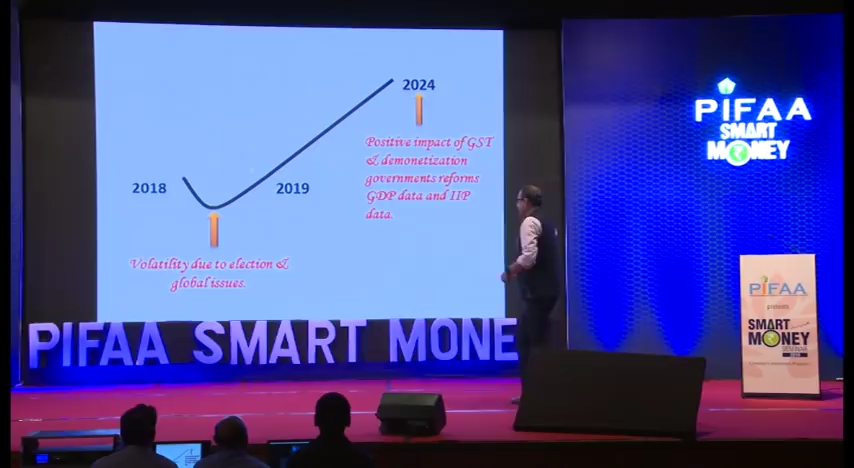 2024
Positive impact of GST
& demonetization
governments reforms
GDP data and IIP
data.
2018
2019
Volatility due to election &
global issues.
PIFAA
SMART
MONEY
PIFAA
presents
SMART
MONEY
PIFAA SMART MONE